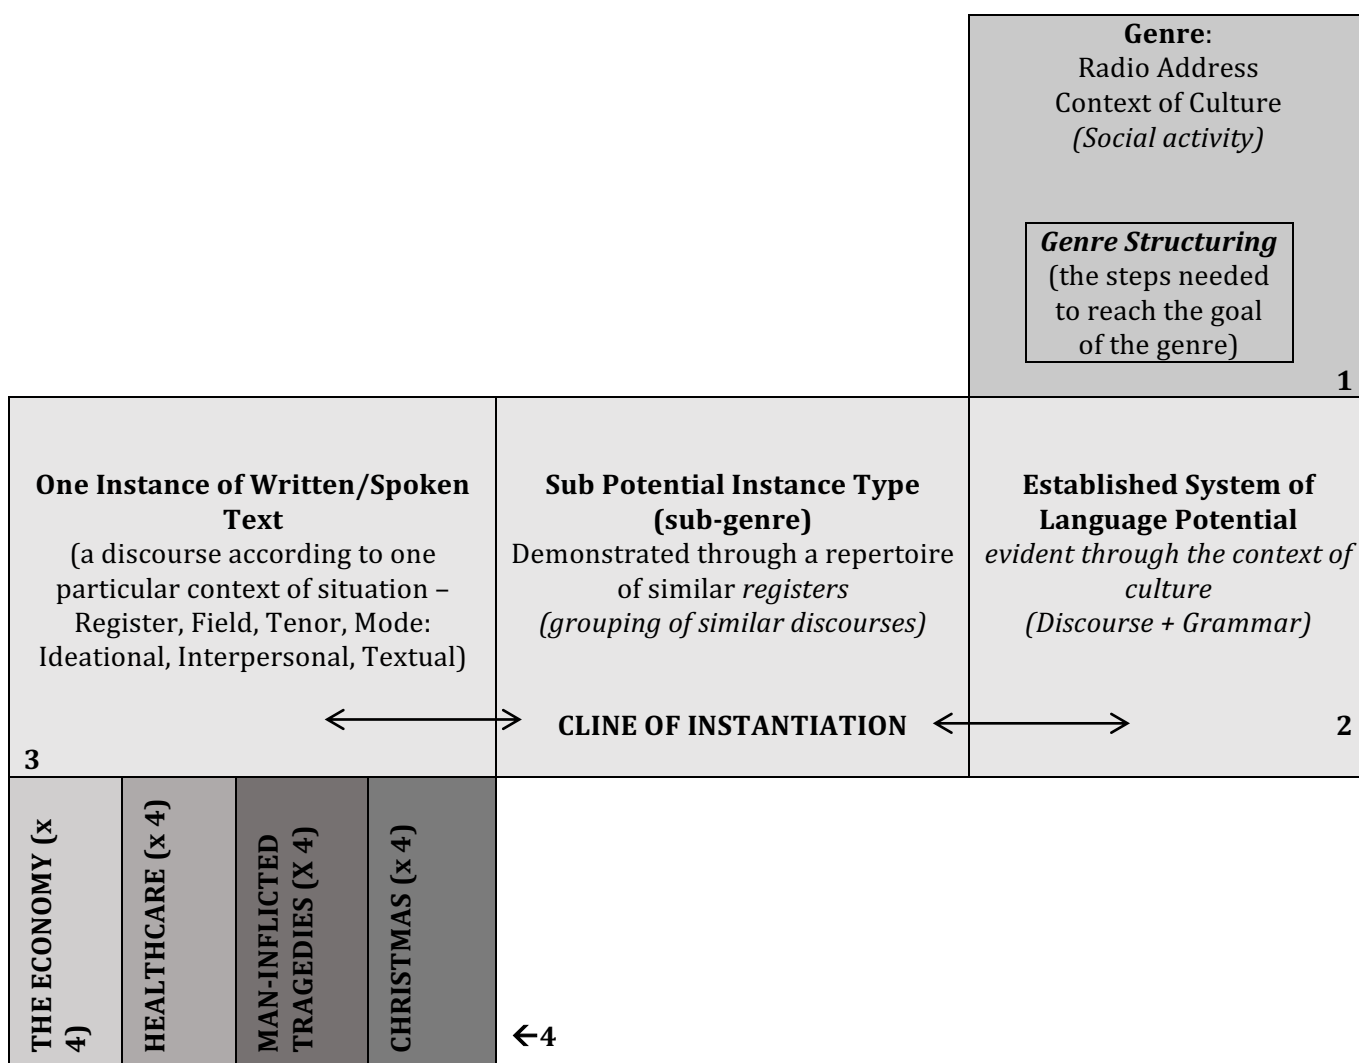 Genre:
Radio Address
Context of Culture
(Social activity)
Genre Structuring
(the steps needed
to reach the goal
of the genre)
1
One Instance of Written/Spoken
Text
(a discourse according to one
particular context of situation –
Register, Field, Tenor, Mode:
Ideational, Interpersonal, Textual)
3
Sub Potential Instance Type
(sub-genre)
Demonstrated through a repertoire
of similar registers
(grouping of similar discourses)
CLINE OF INSTANTIATION
Established System of
Language Potential
evident through the context of
culture
(Discourse + Grammar)
2
THE ECONOMY (x
4)
HEALTHCARE (x 4)
MAN-INFLICTED
TRAGEDIES (X 4)
CHRISTMAS (x 4)
←4